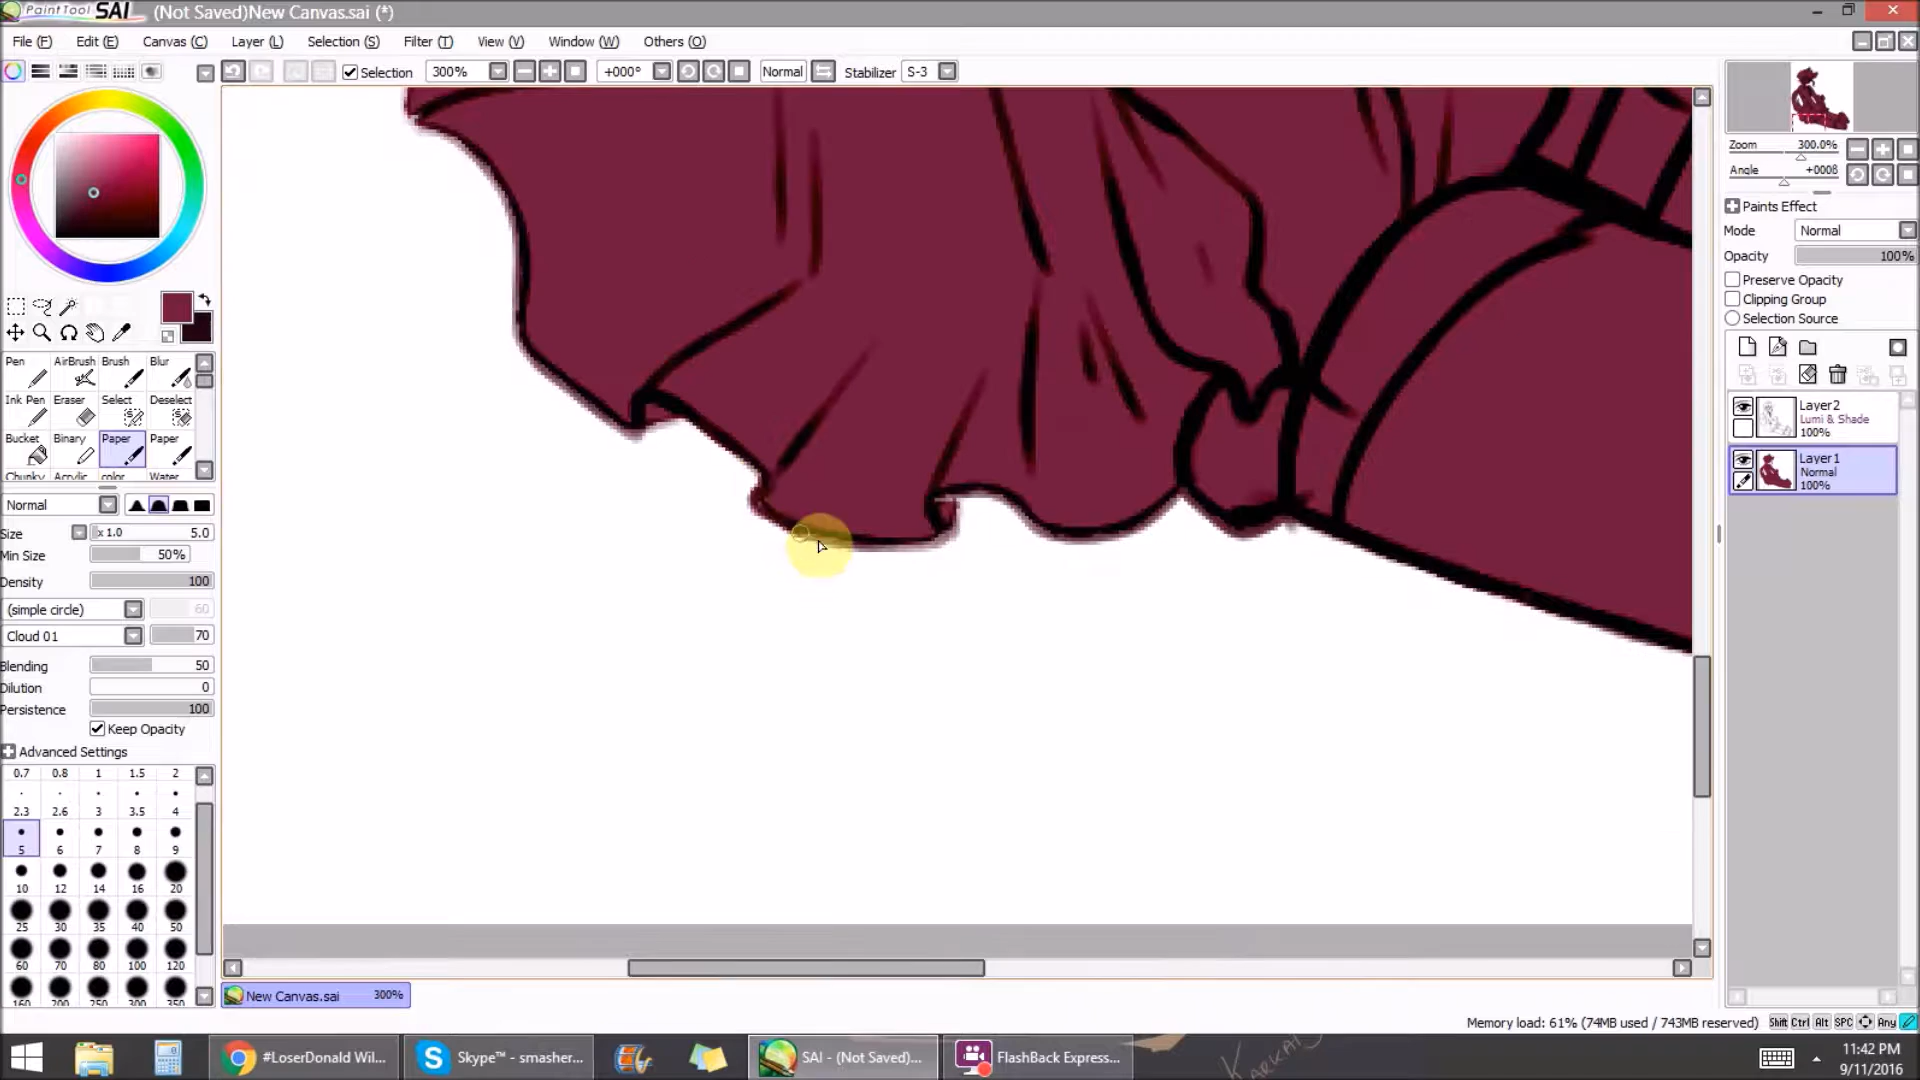 PaintTool SAI (Not Saved)New Canvas.sai (*)
File (F) Edit (E) Canvas (C) Layer (L) Selection (S) Filter (T) View (V) Window (W) Others (O)
Selection 300% +000° Normal Stabilizer S-3
Zoom 300.0%
Angle +000β
Paints Effect
Mode Normal
Opacity 100%
Preserve Opacity
Clipping Group
Selection Source
Pen AirBrush Brush Blur
Ink Pen Eraser Select Deselect
Bucket Binary Paper Paper
Chunky Acrylic color Water
Layer2
Lumi & Shade
100%
Layer1
Normal
100%
Normal
Size x 1.0 5.0
Min Size 50%
Density 100
(simple circle) 60
Cloud 01 70
Blending 50
Dilution 0
Persistence 100
Keep Opacity
Advanced Settings
0.7 0.8 1 1.5 2
2.3 2.6 3 3.5 4
5 6 7 8 9
10 12 14 16 20
25 30 35 40 50
60 70 80 100 120
160 200 250 300 350
New Canvas.sai 300%
Memory load: 61% (74MB used / 743MB reserved) Shift Ctrl Alt SPC Any
#LoserDonald Wil... Skype™ - smasher... SAI - (Not Saved)... FlashBack Express... KARKAT
11:42 PM
9/11/2016